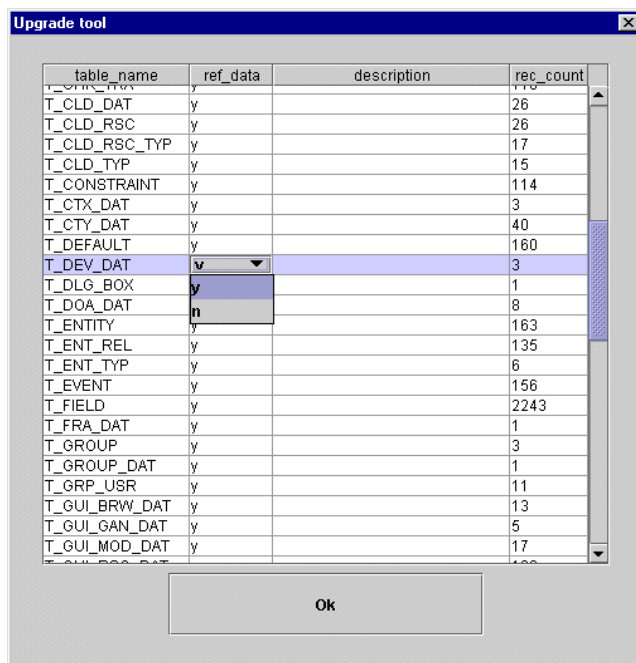 Upgrade tool
table_name ref_data description rec_count
T_CLD_DAT y 26
T_CLD_RSC y 26
T_CLD_RSC_TYP y 17
T_CLD_TYP y 15
T_CONSTRAINT y 114
T_CTX_DAT y 3
T_CTY_DAT y 40
T_DEFAULT y 160
T_DEV_DAT y 3
T_DLG_BOX y 1
T_DOA_DAT n 8
T_ENTITY y 163
T_ENT_REL y 135
T_ENT_TYP y 6
T_EVENT y 156
T_FIELD y 2243
T_FRA_DAT y 1
T_GROUP y 3
T_GROUP_DAT y 1
T_GRP_USR y 11
T_GUI_BRW_DAT y 13
T_GUI_GAN_DAT y 5
T_GUI_MOD_DAT y 17
Ok